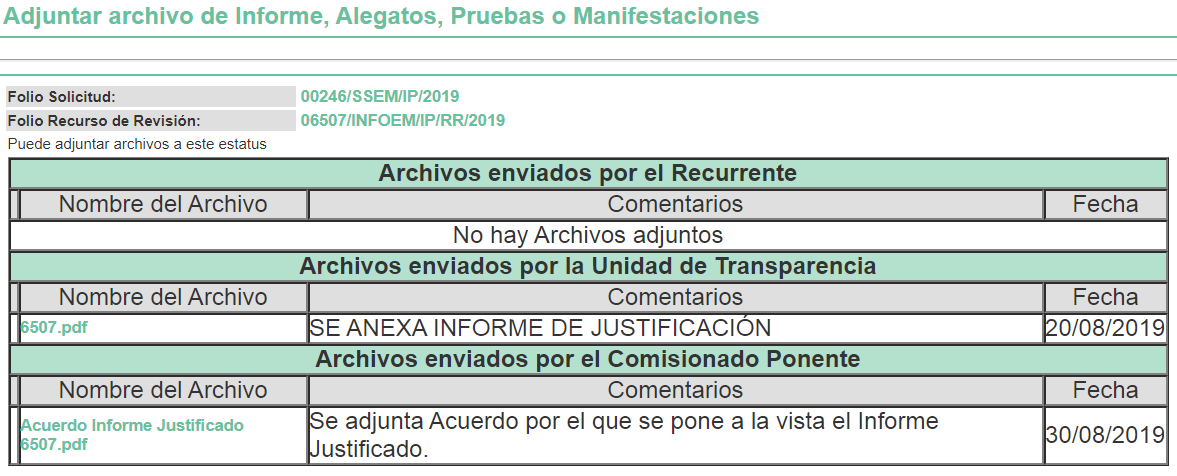 Adjuntar archivo de Informe, Alegatos, Pruebas o Manifestaciones
Folio Solicitud: 00246/SSEM/IP/2019
Folio Recurso de Revisión: 06507/INFOEM/IP/RR/2019
Puede adjuntar archivos a este estatus
Archivos enviados por el Recurrente
Nombre del Archivo Comentarios Fecha
No hay Archivos adjuntos
Archivos enviados por la Unidad de Transparencia
Nombre del Archivo Comentarios Fecha
6507.pdf SE ANEXA INFORME DE JUSTIFICACIÓN 20/08/2019
Archivos enviados por el Comisionado Ponente
Nombre del Archivo Comentarios Fecha
Acuerdo Informe Justificado
6507.pdf
Se adjunta Acuerdo por el que se pone a la vista el Informe
Justificado.
30/08/2019